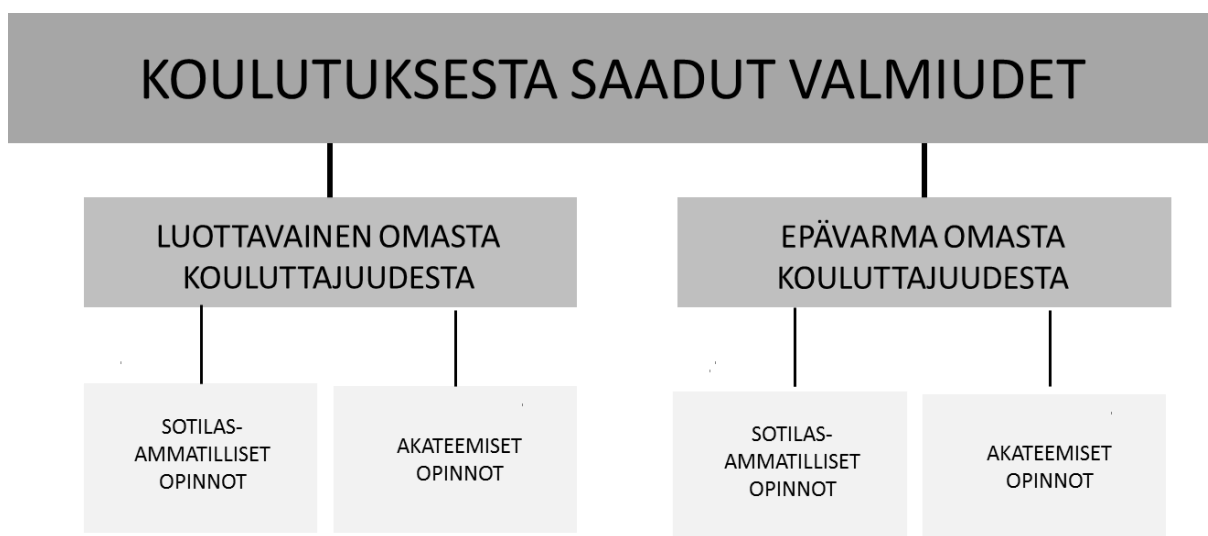 KOULUTUKSESTA SAADUT VALMIUDET
LUOTTAVAINEN OMASTA
KOULUTTAJUUDESTA
EPÄVARMA OMASTA
KOULUTTAJUUDESTA
SOTILAS-
AMMATILLISET
OPINNOT
AKATEEMISET
OPINNOT
SOTILAS-
AMMATILLISET
OPINNOT
AKATEEMISET
OPINNOT